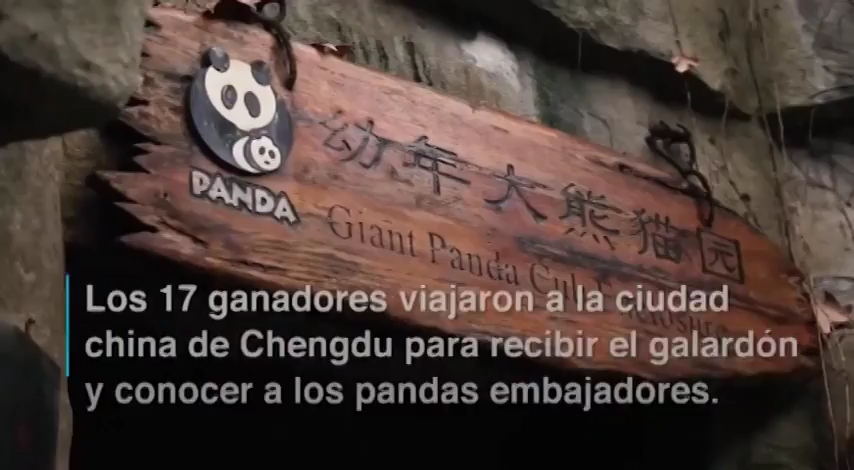 幼年大熊猫园
PANDA
Giant Panda Cub
Los 17 ganadores viajaron a la ciudad
china de Chengdu para recibir el galardón
y conocer a los pandas embajadores.